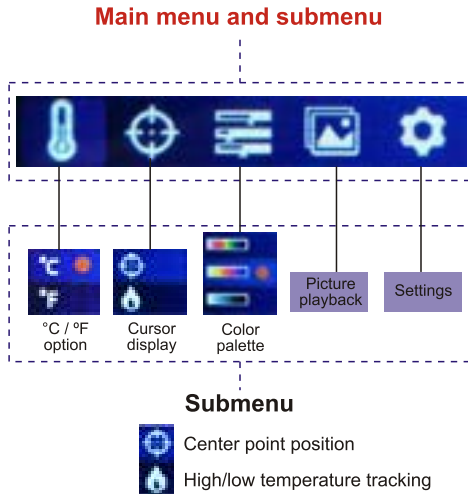 Main menu and submenu
°C
°F
°C / ºF
option
Cursor
display
Color
palette
Picture
playback
Settings
Submenu
Center point position
High/low temperature tracking